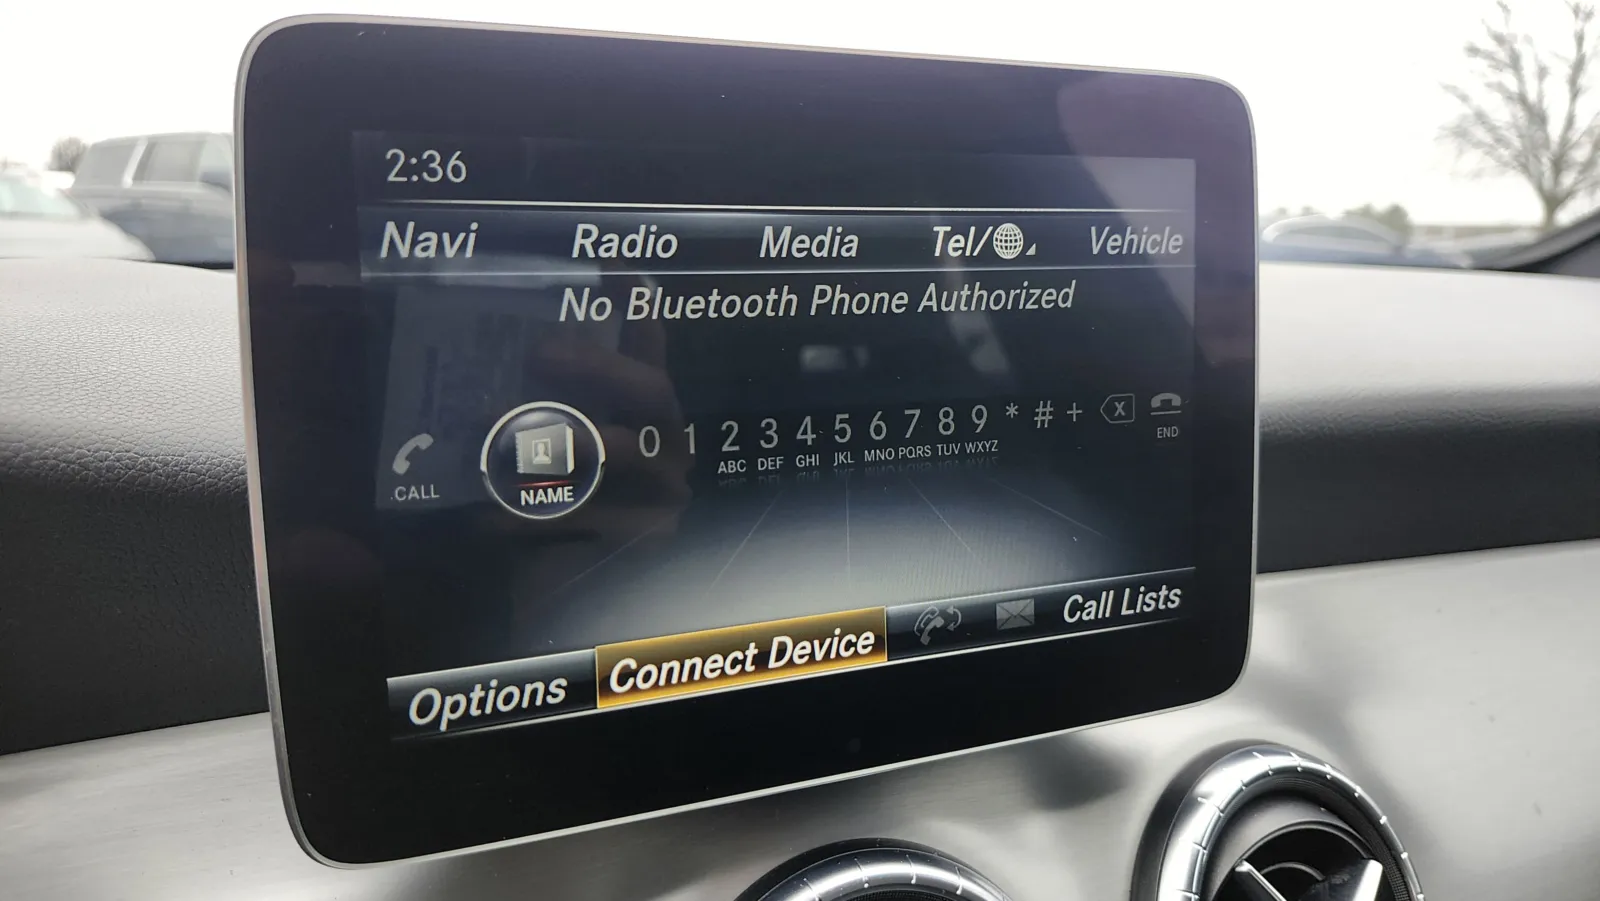 2:36
Navi Radio Media Tel/ Vehicle
No Bluetooth Phone Authorized
CALL NAME 0 1 2 3 4 5 6 7 8 9 * # + X END
ABC DEF GHI JKL MNO PQRS TUV WXYZ
Options Connect Device Call Lists